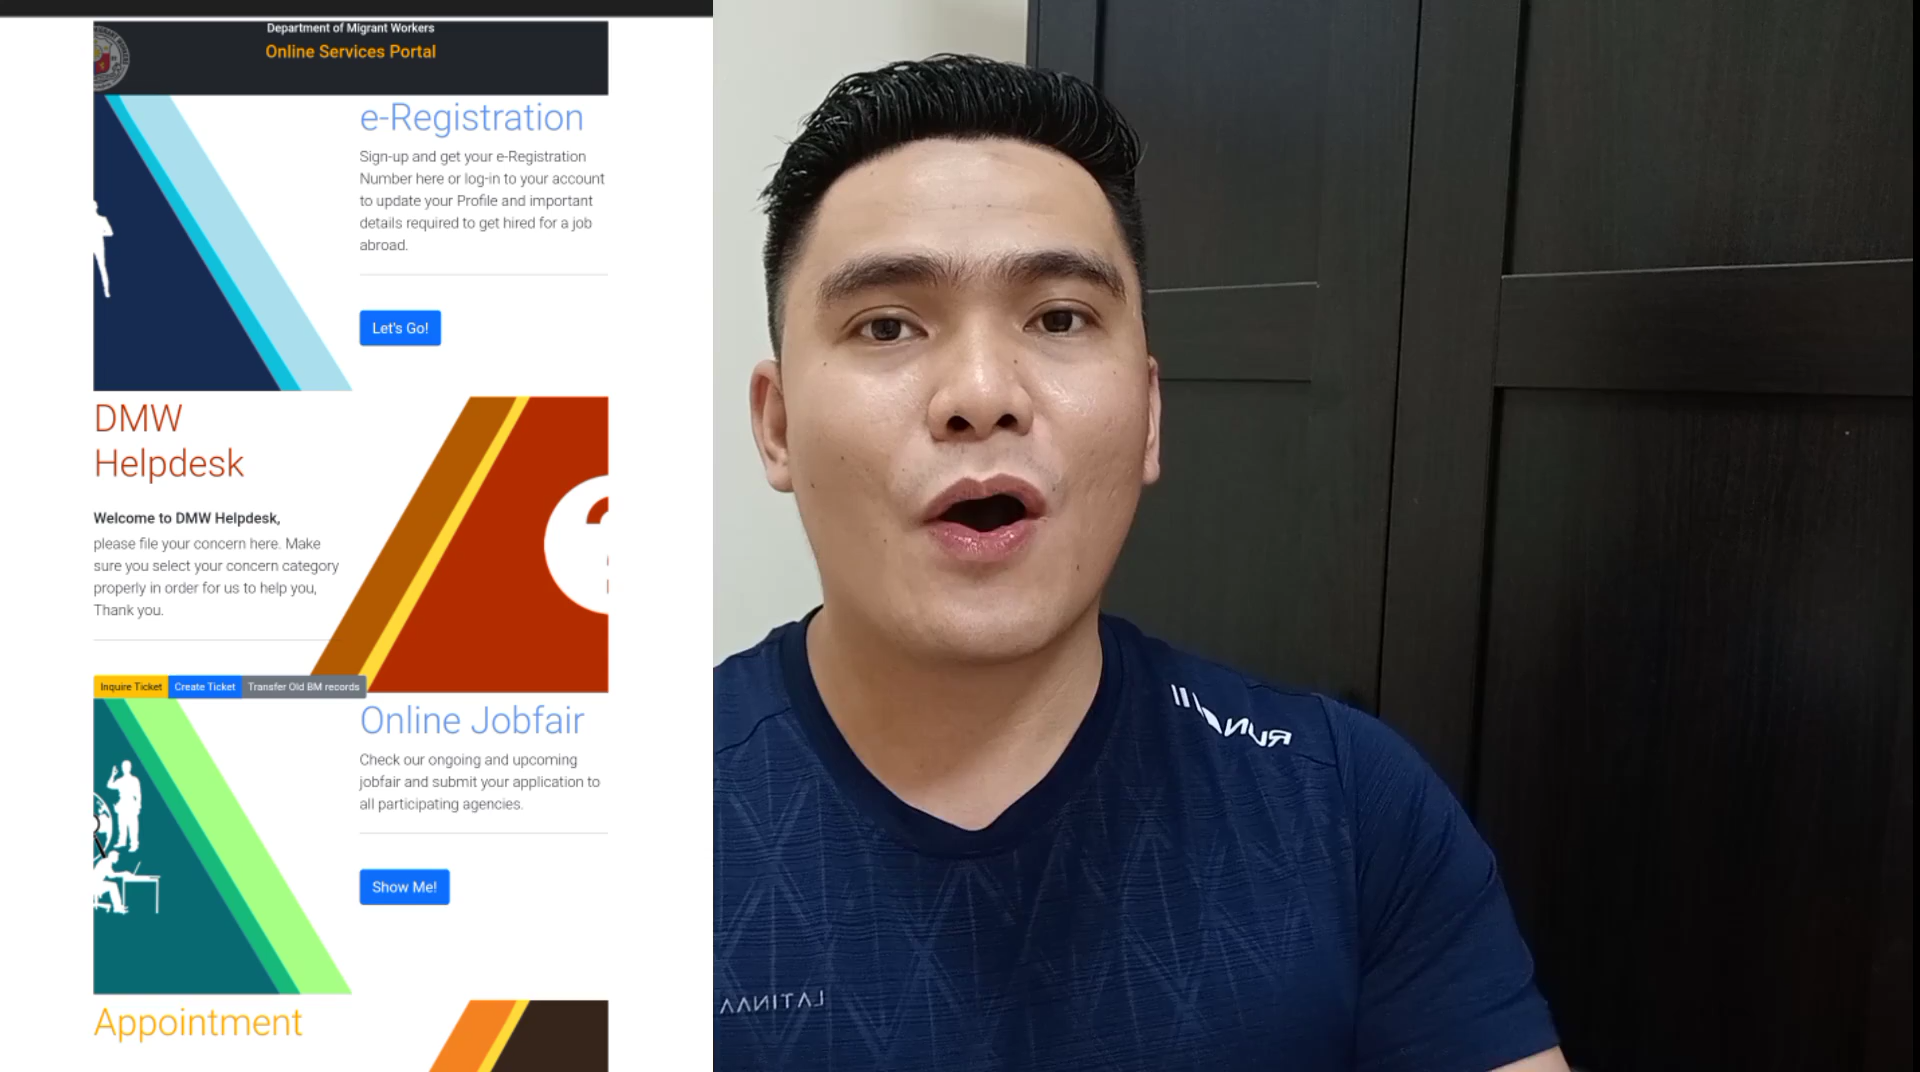 Department of Migrant Workers
Online Services Portal
e-Registration
Sign-up and get your e-Registration
Number here or log-in to your account
to update your Profile and important
details required to get hired for a job
abroad.
Let's Go!
DMW
Helpdesk
Welcome to DMW Helpdesk,
please file your concern here. Make
sure you select your concern category
properly in order for us to help you,
Thank you.
Inquire Ticket
Create Ticket
Transfer Old BM records
Online Jobfair
Check our ongoing and upcoming
jobfair and submit your application to
all participating agencies.
Show Me!
Appointment
RUN